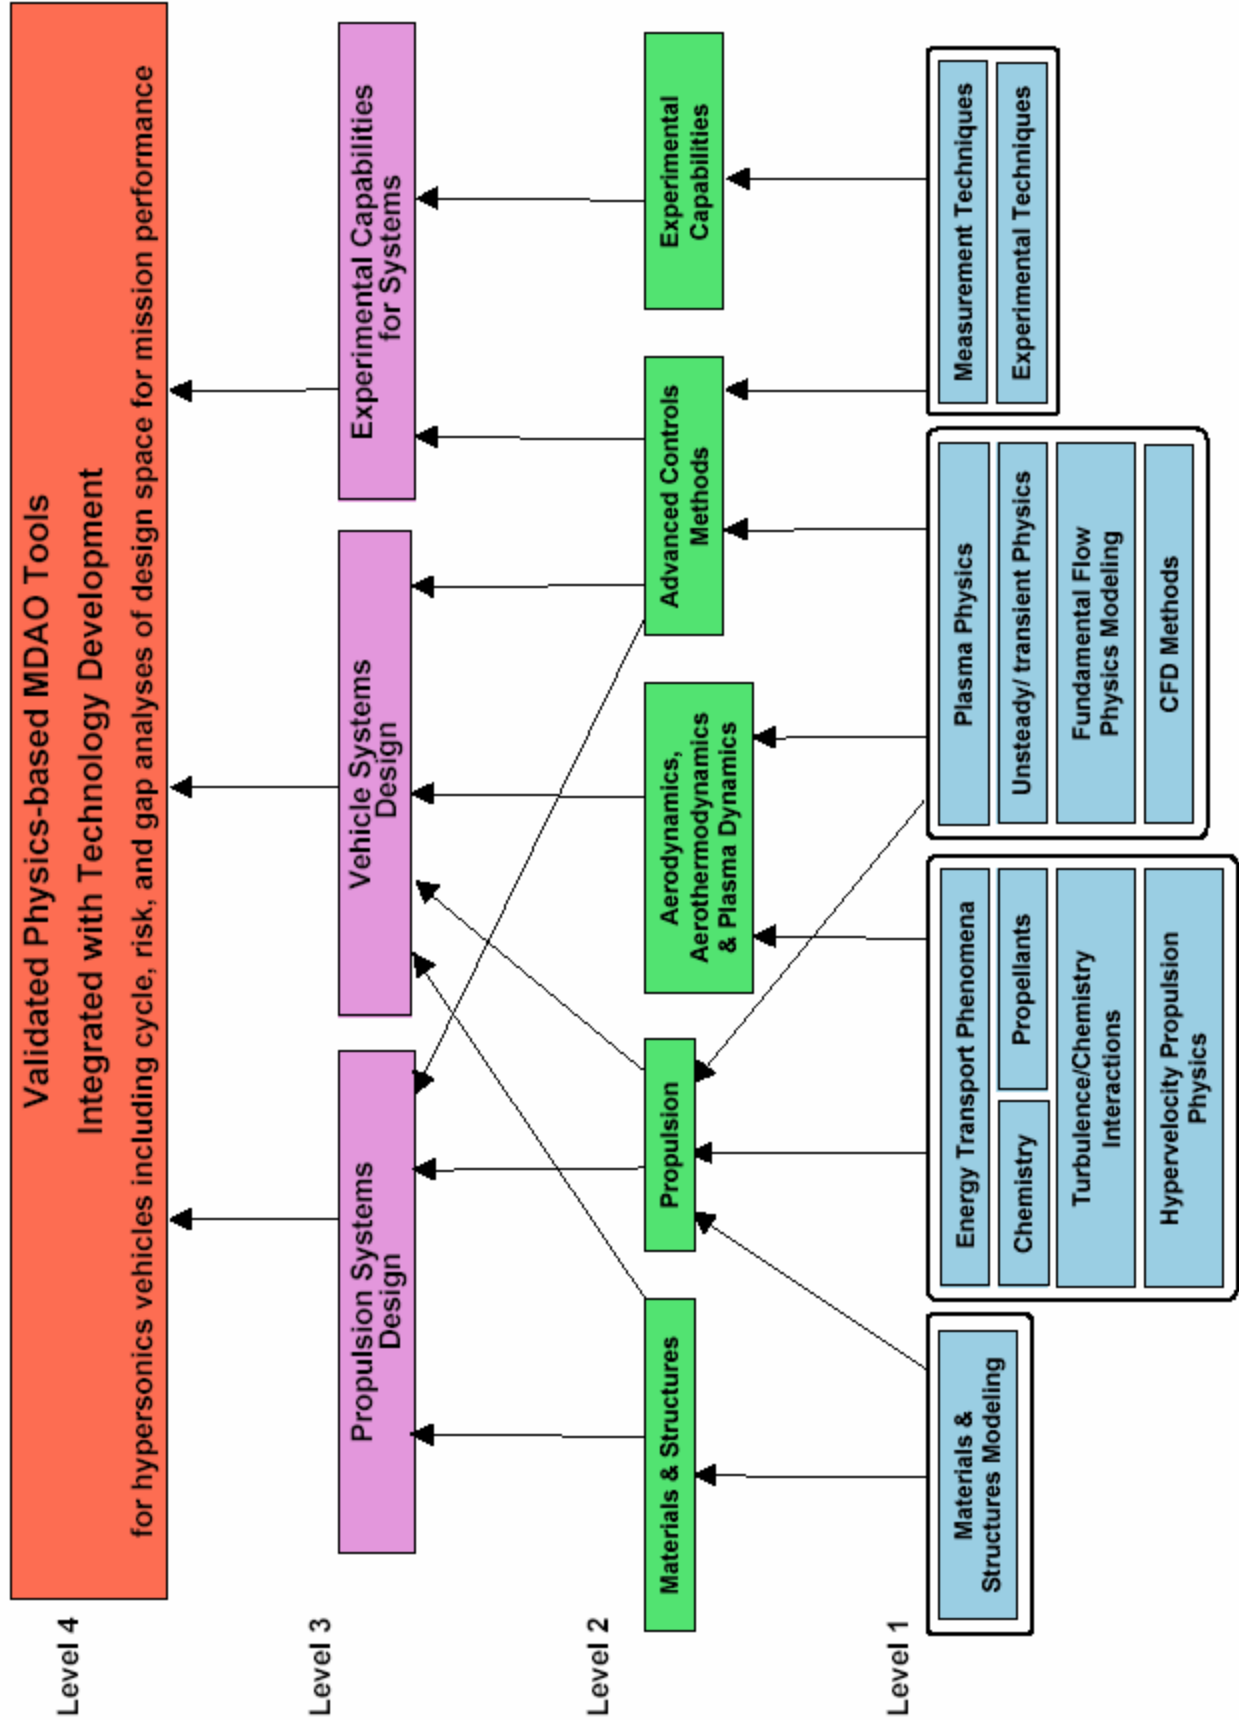 Level 4
Validated Physics-based MDAO Tools
Integrated with Technology Development
for hypersonics vehicles including cycle, risk, and gap analyses of design space for mission performance
Level 3
Propulsion Systems
Design
Vehicle Systems
Design
Experimental Capabilities
for Systems
Level 2
Materials & Structures
Propulsion
Aerodynamics,
Aerothermodynamics
& Plasma Dynamics
Advanced Controls
Methods
Experimental
Capabilities
Level 1
Materials &
Structures Modeling
Energy Transport Phenomena
Chemistry
Propellants
Turbulence/Chemistry
Interactions
Hypervelocity Propulsion
Physics
Plasma Physics
Unsteady/ transient Physics
Fundamental Flow
Physics Modeling
CFD Methods
Measurement Techniques
Experimental Techniques